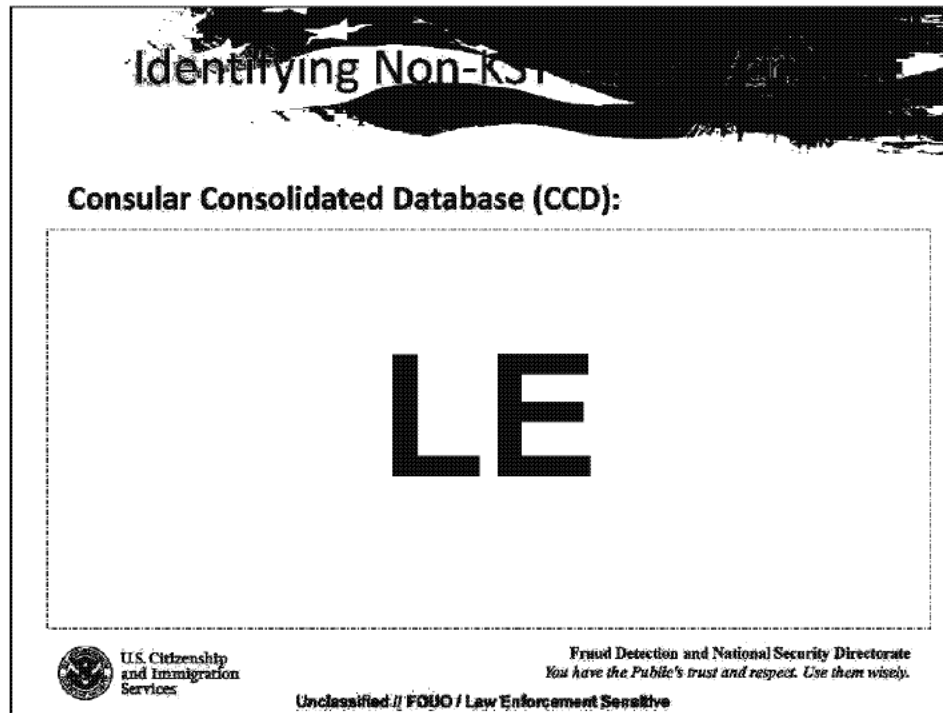 Identifying Non-KST
Consular Consolidated Database (CCD):
LE
U.S. Citizenship
and Immigration
Services
Fraud Detection and National Security Directorate
You have the Public's trust and respect. Use them wisely.
Unclassified // FOUO / Law Enforcement Sensitive